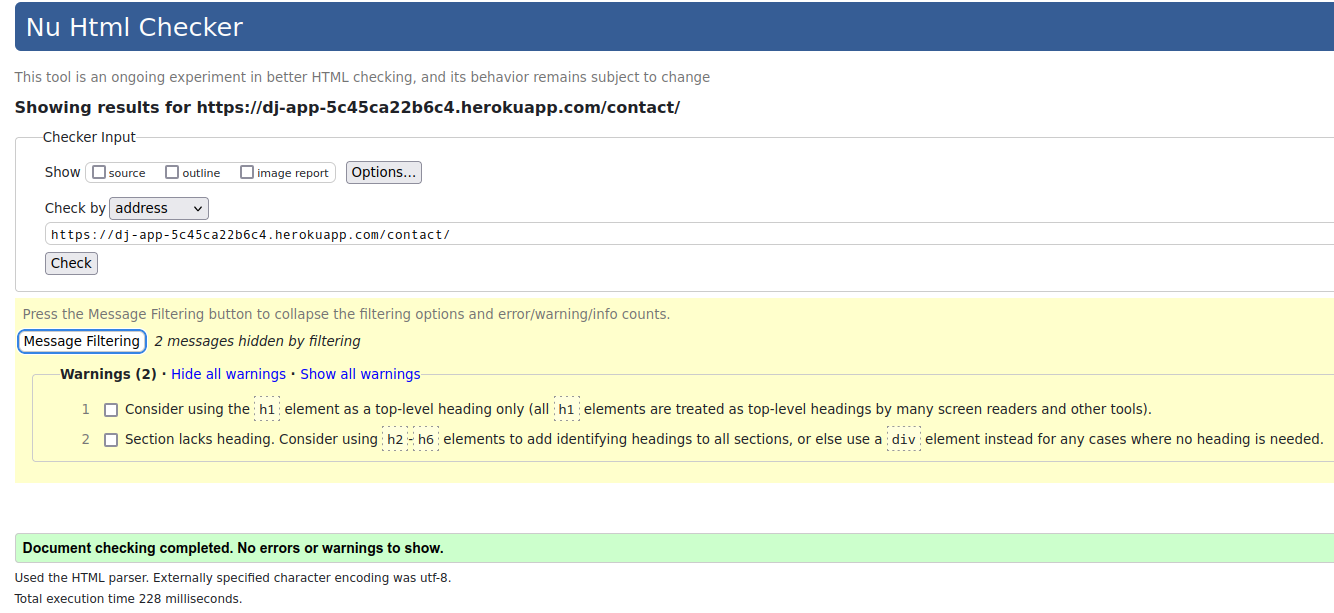 Nu Html Checker
This tool is an ongoing experiment in better HTML checking, and its behavior remains subject to change
Showing results for https://dj-app-5c45ca22b6c4.herokuapp.com/contact/
Checker Input
Show source outline image report Options...
Check by address
https://dj-app-5c45ca22b6c4.herokuapp.com/contact/
Check
Press the Message Filtering button to collapse the filtering options and error/warning/info counts.
Message Filtering 2 messages hidden by filtering
Warnings (2) · Hide all warnings · Show all warnings
1 Consider using the h1 element as a top-level heading only (all h1 elements are treated as top-level headings by many screen readers and other tools).
2 Section lacks heading. Consider using h2-h6 elements to add identifying headings to all sections, or else use a div element instead for any cases where no heading is needed.
Document checking completed. No errors or warnings to show.
Used the HTML parser. Externally specified character encoding was utf-8.
Total execution time 228 milliseconds.